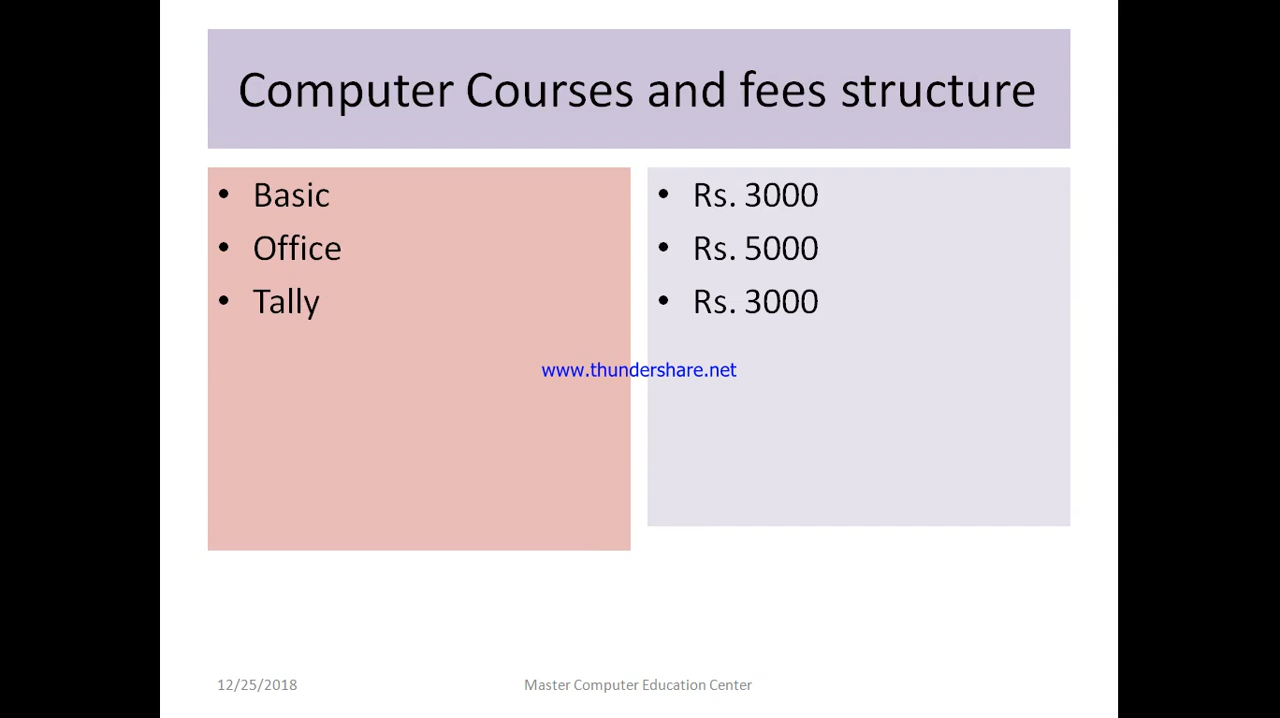 Computer Courses and fees structure
• Basic
• Office
• Tally
• Rs. 3000
• Rs. 5000
• Rs. 3000
www.thundershare.net
12/25/2018
Master Computer Education Center